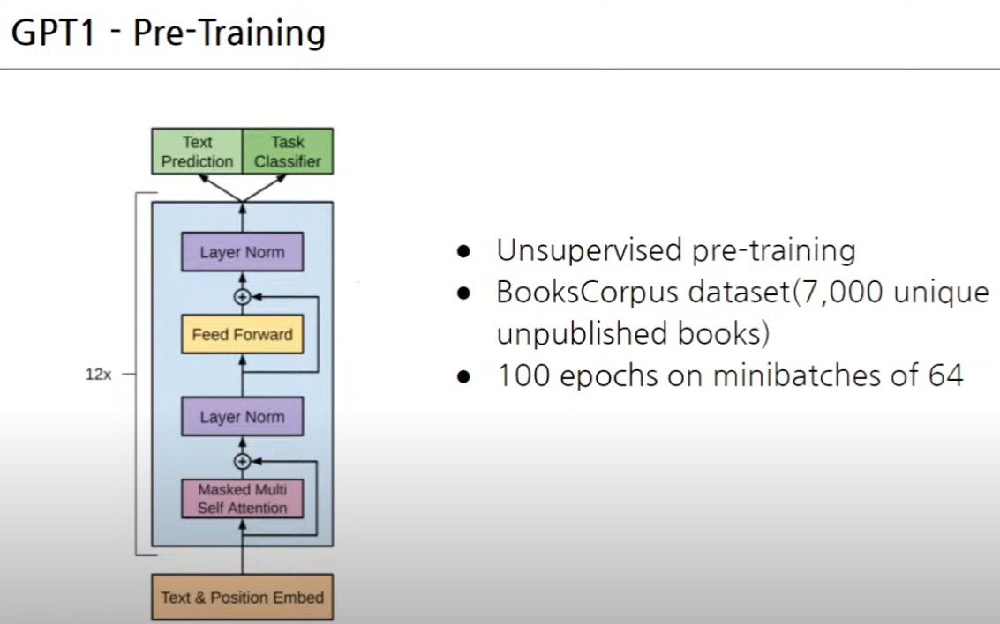 GPT1 - Pre-Training
Text
Prediction
Task
Classifier
Layer Norm
Feed Forward
12x
Layer Norm
Masked Multi
Self Attention
Text & Position Embed
● Unsupervised pre-training
● BooksCorpus dataset(7,000 unique
unpublished books)
● 100 epochs on minibatches of 64